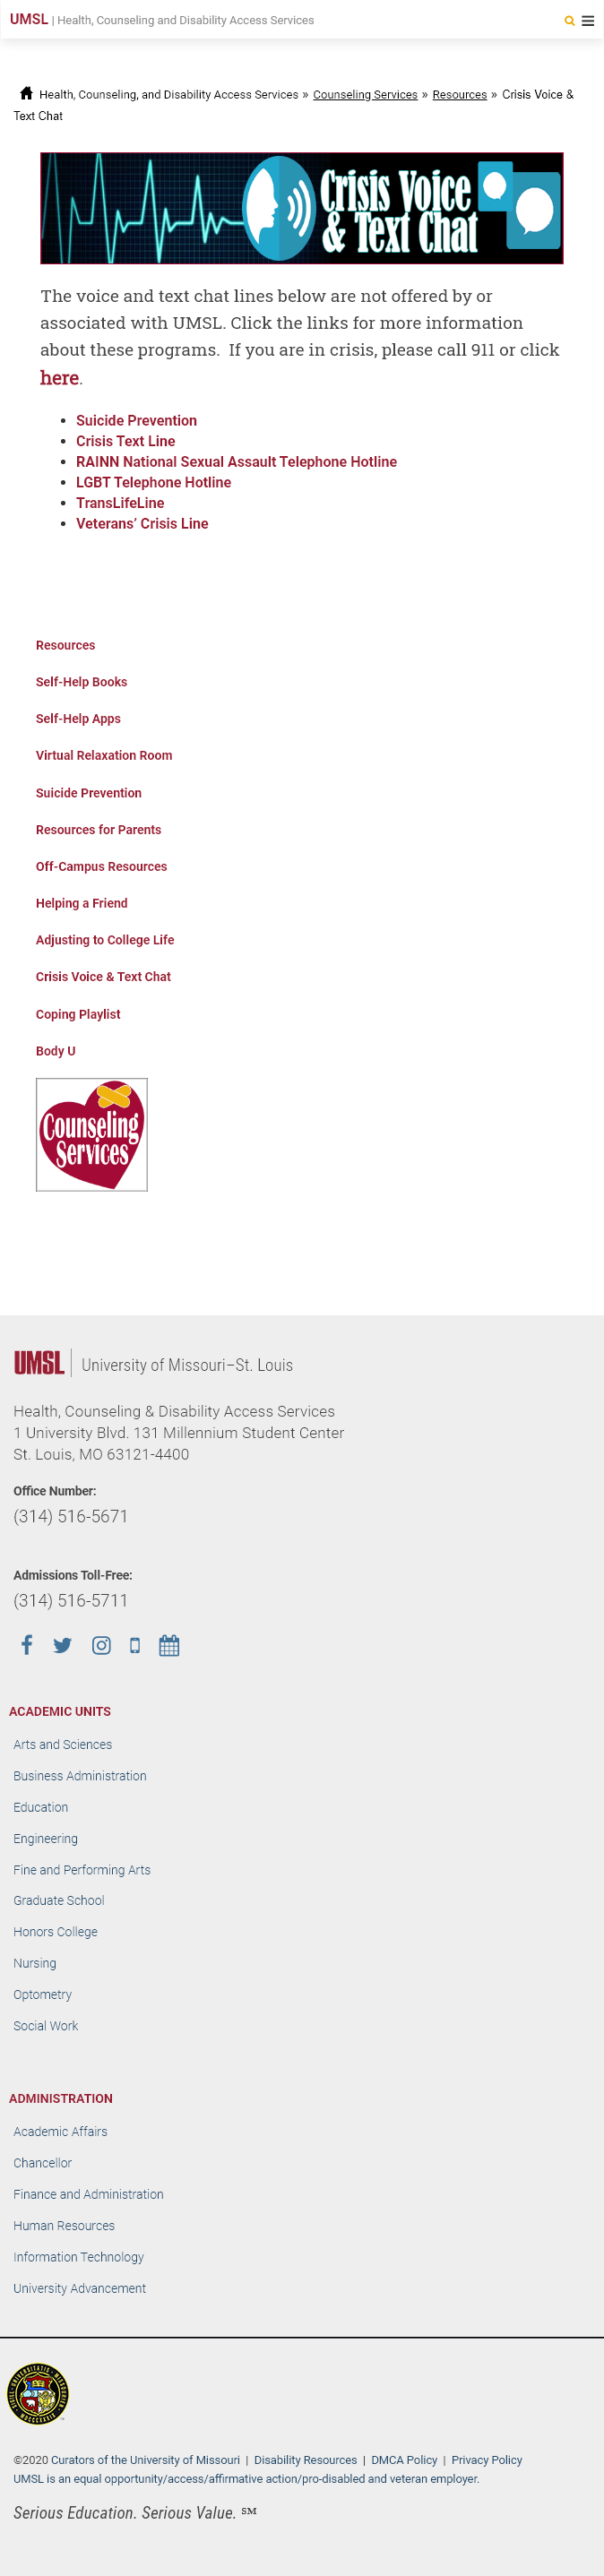 UMSL | Health, Counseling and Disability Access Services
Health, Counseling, and Disability Access Services » Counseling Services » Resources » Crisis Voice &
Text Chat
Crisis Voice
& Text Chat
The voice and text chat lines below are not offered by or
associated with UMSL. Click the links for more information
about these programs.  If you are in crisis, please call 911 or click
here.
• Suicide Prevention
• Crisis Text Line
• RAINN National Sexual Assault Telephone Hotline
• LGBT Telephone Hotline
• TransLifeLine
• Veterans’ Crisis Line
Resources
Self-Help Books
Self-Help Apps
Virtual Relaxation Room
Suicide Prevention
Resources for Parents
Off-Campus Resources
Helping a Friend
Adjusting to College Life
Crisis Voice & Text Chat
Coping Playlist
Body U
Counseling
Services
UMSL | University of Missouri–St. Louis
Health, Counseling & Disability Access Services
1 University Blvd. 131 Millennium Student Center
St. Louis, MO 63121-4400
Office Number:
(314) 516-5671
Admissions Toll-Free:
(314) 516-5711
ACADEMIC UNITS
Arts and Sciences
Business Administration
Education
Engineering
Fine and Performing Arts
Graduate School
Honors College
Nursing
Optometry
Social Work
ADMINISTRATION
Academic Affairs
Chancellor
Finance and Administration
Human Resources
Information Technology
University Advancement
©2020 Curators of the University of Missouri | Disability Resources | DMCA Policy | Privacy Policy
UMSL is an equal opportunity/access/affirmative action/pro-disabled and veteran employer.
Serious Education. Serious Value. ℠